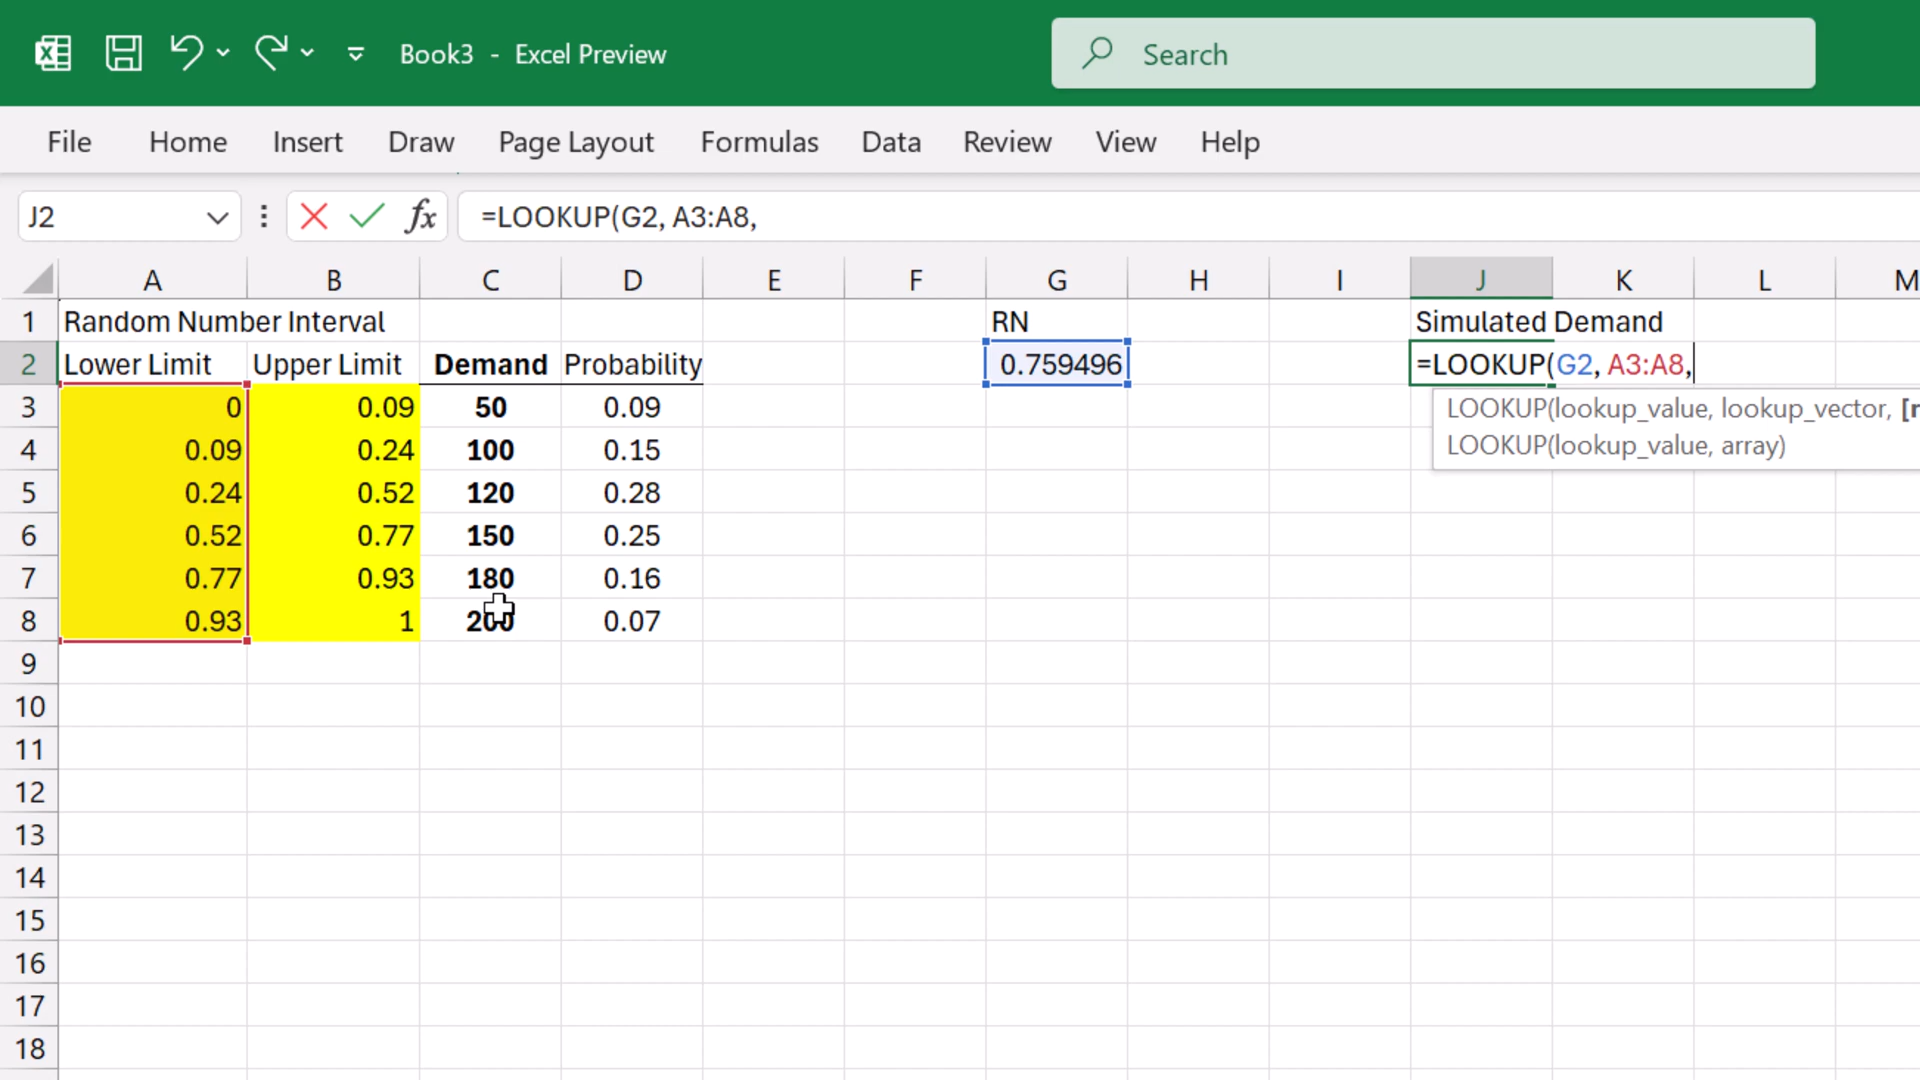 Book3 - Excel Preview
Search
File Home Insert Draw Page Layout Formulas Data Review View Help
J2 fx =LOOKUP(G2, A3:A8,
A B C D E F G H I J K L M
1 Random Number Interval RN Simulated Demand
2 Lower Limit Upper Limit Demand Probability 0.759496 =LOOKUP(G2, A3:A8,
3 0 0.09 50 0.09 LOOKUP(lookup_value, lookup_vector,
4 0.09 0.24 100 0.15 LOOKUP(lookup_value, array)
5 0.24 0.52 120 0.28
6 0.52 0.77 150 0.25
7 0.77 0.93 180 0.16
8 0.93 1 200 0.07
9
10
11
12
13
14
15
16
17
18